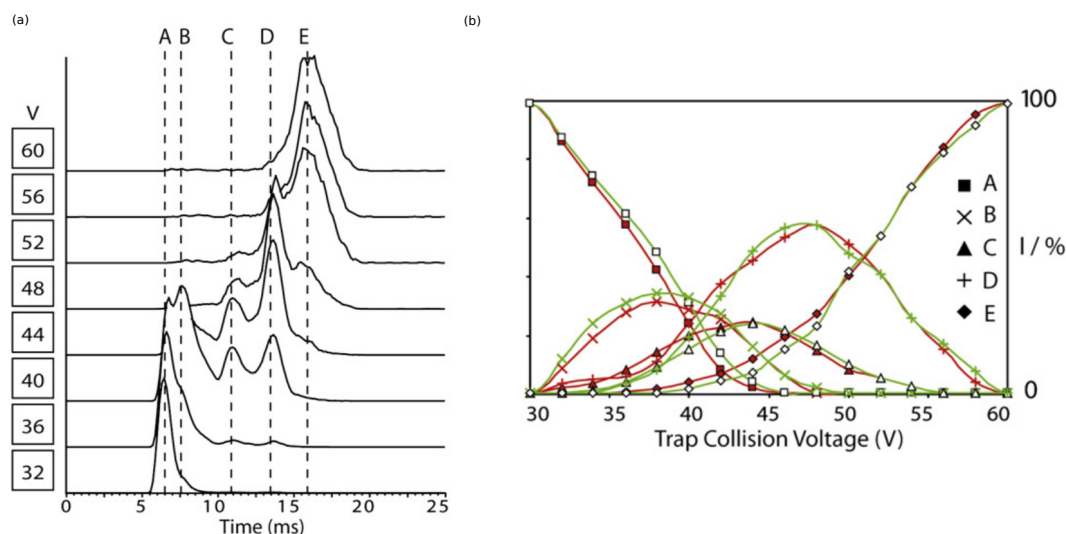 (a)
A B C D E
V
60
56
52
48
44
40
36
32
0 5 10 15 20 25
Time (ms)
(b)
100
I / %
0
A
B
C
D
E
30 35 40 45 50 55 60
Trap Collision Voltage (V)